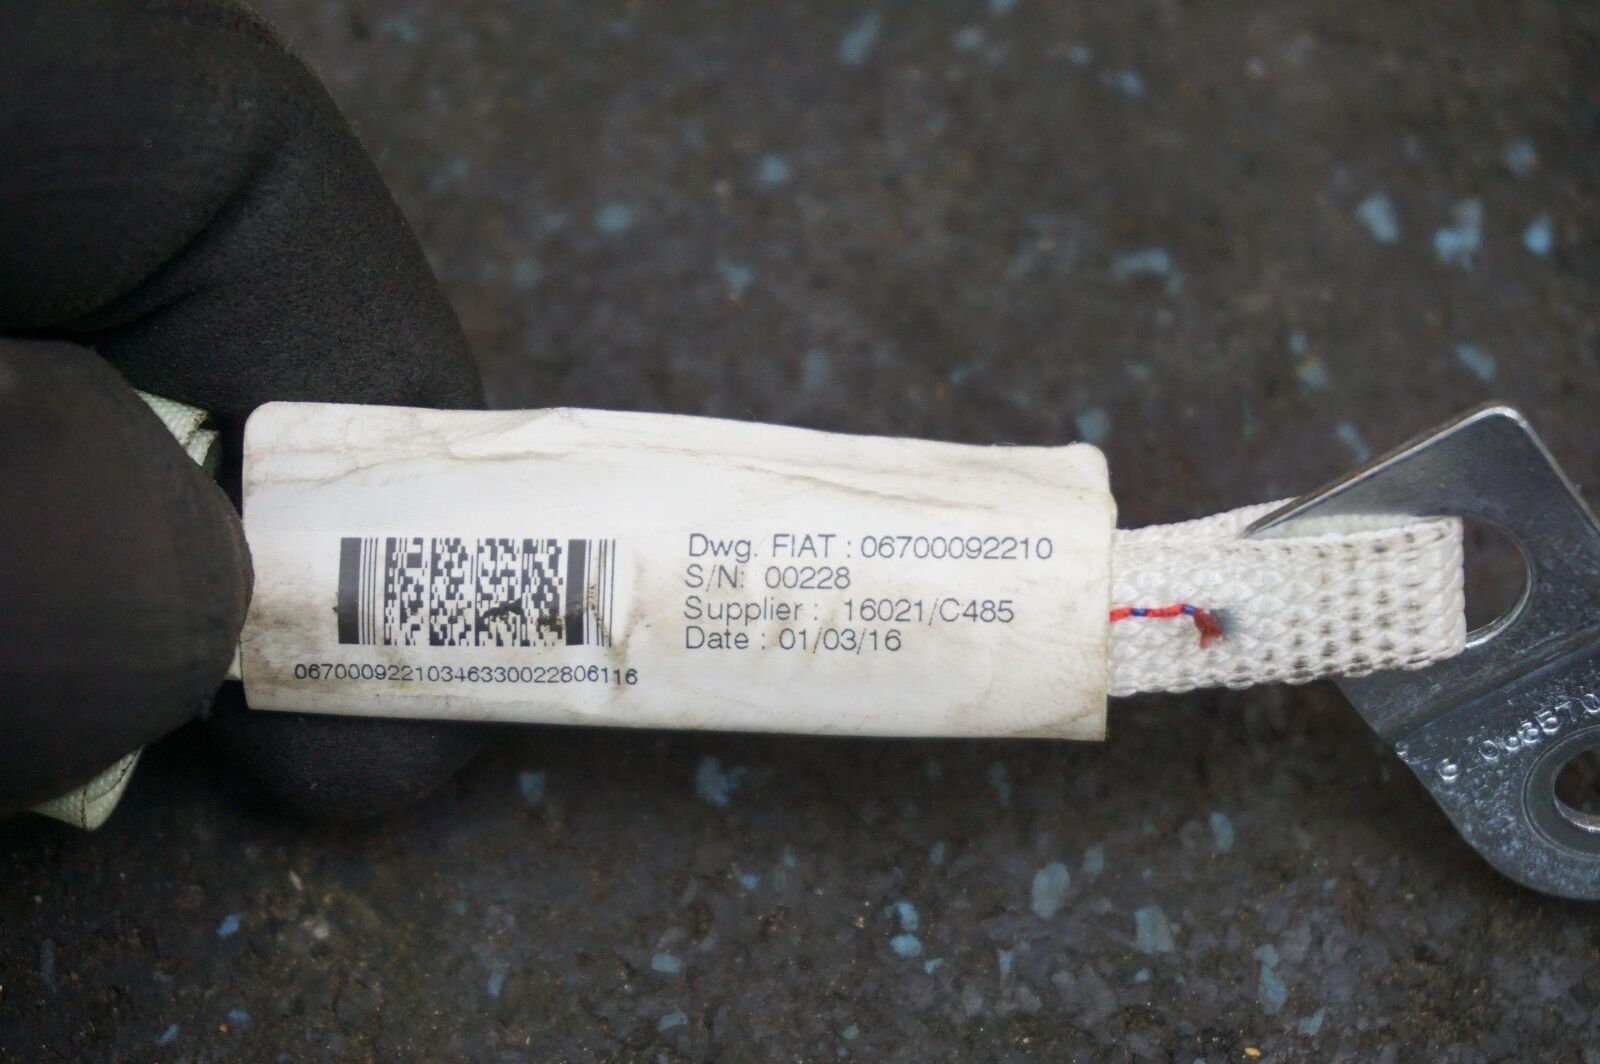 Dwg. FIAT : 06700092210
S/N: 00228
Supplier : 16021/C485
Date : 01/03/16
06700092210346330022806116